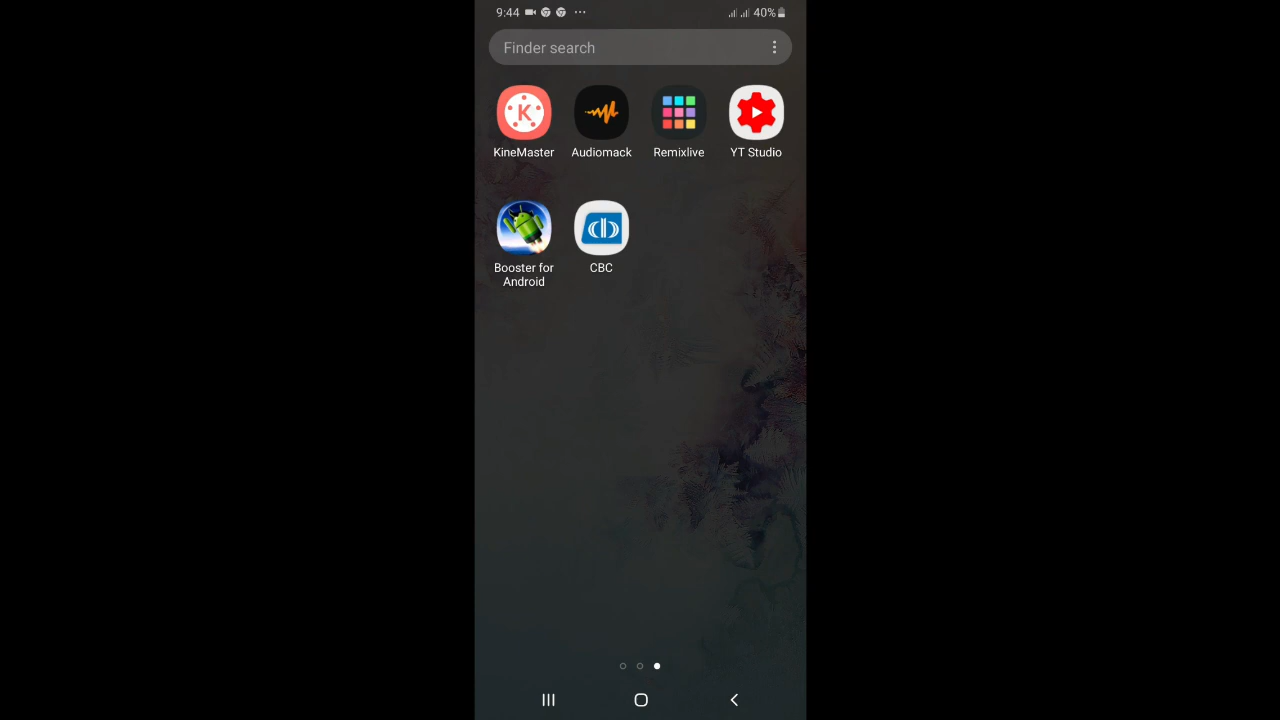 9:44 40%
Finder search
KineMaster Audiomack Remixlive YT Studio
Booster for Android CBC